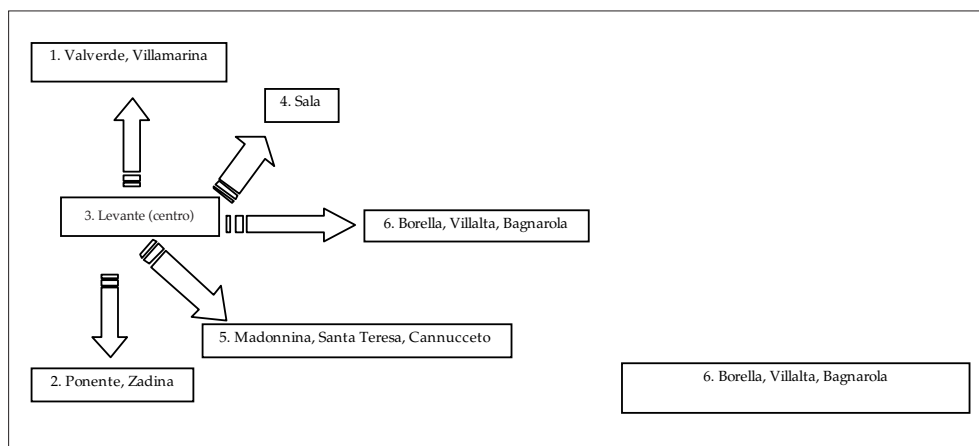 1. Valverde, Villamarina
4. Sala
3. Levante (centro)
6. Borella, Villalta, Bagnarola
5. Madonnina, Santa Teresa, Cannucceto
2. Ponente, Zadina
6. Borella, Villalta, Bagnarola